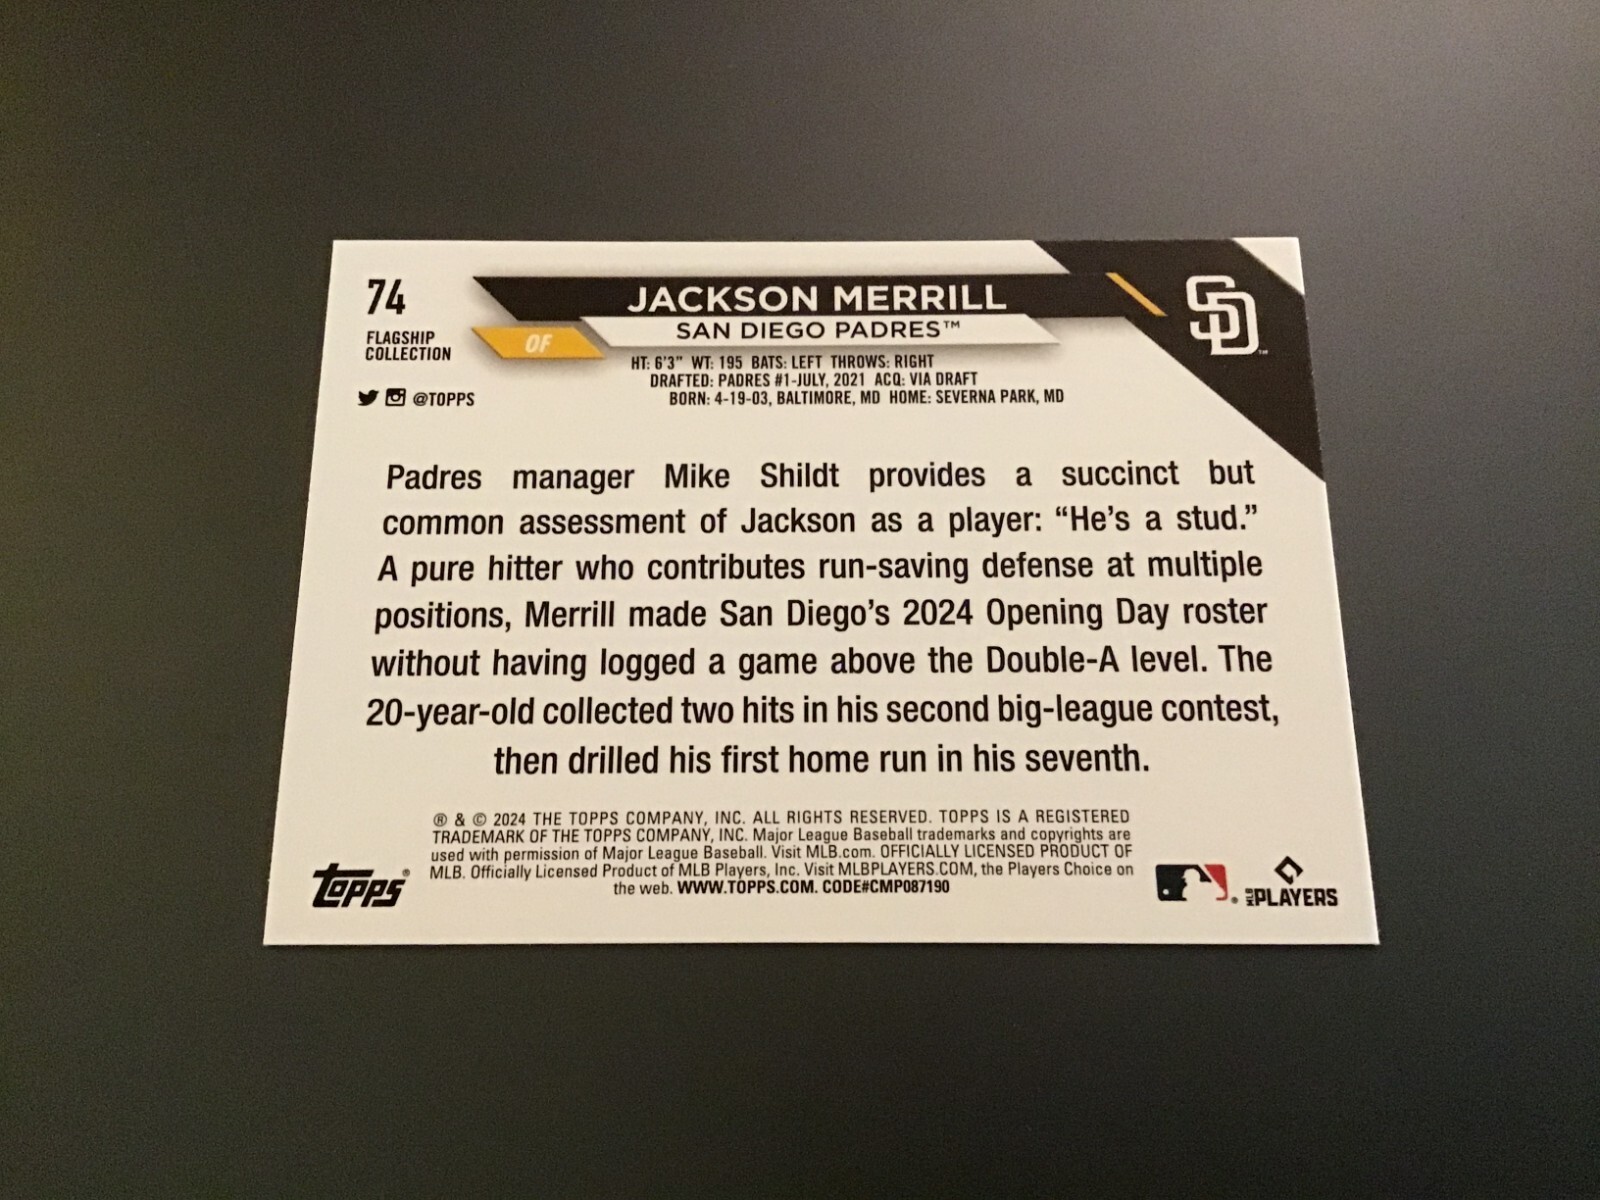 74
FLAGSHIP
COLLECTION
@TOPPS
JACKSON MERRILL
SAN DIEGO PADRES™
OF
HT: 6'3" WT: 195 BATS: LEFT THROWS: RIGHT
DRAFTED: PADRES #1-JULY, 2021 ACQ: VIA DRAFT
BORN: 4-19-03, BALTIMORE, MD HOME: SEVERNA PARK, MD
SD™
Padres manager Mike Shildt provides a succinct but
common assessment of Jackson as a player: “He’s a stud.”
A pure hitter who contributes run-saving defense at multiple
positions, Merrill made San Diego’s 2024 Opening Day roster
without having logged a game above the Double-A level. The
20-year-old collected two hits in his second big-league contest,
then drilled his first home run in his seventh.
® & © 2024 THE TOPPS COMPANY, INC. ALL RIGHTS RESERVED. TOPPS IS A REGISTERED
TRADEMARK OF THE TOPPS COMPANY, INC. Major League Baseball trademarks and copyrights are
used with permission of Major League Baseball. Visit MLB.com. OFFICIALLY LICENSED PRODUCT OF
MLB. Officially Licensed Product of MLB Players, Inc. Visit MLBPLAYERS.COM, the Players Choice on
the web. WWW.TOPPS.COM. CODE#CMP087190
topps®
®
MLB PLAYERS